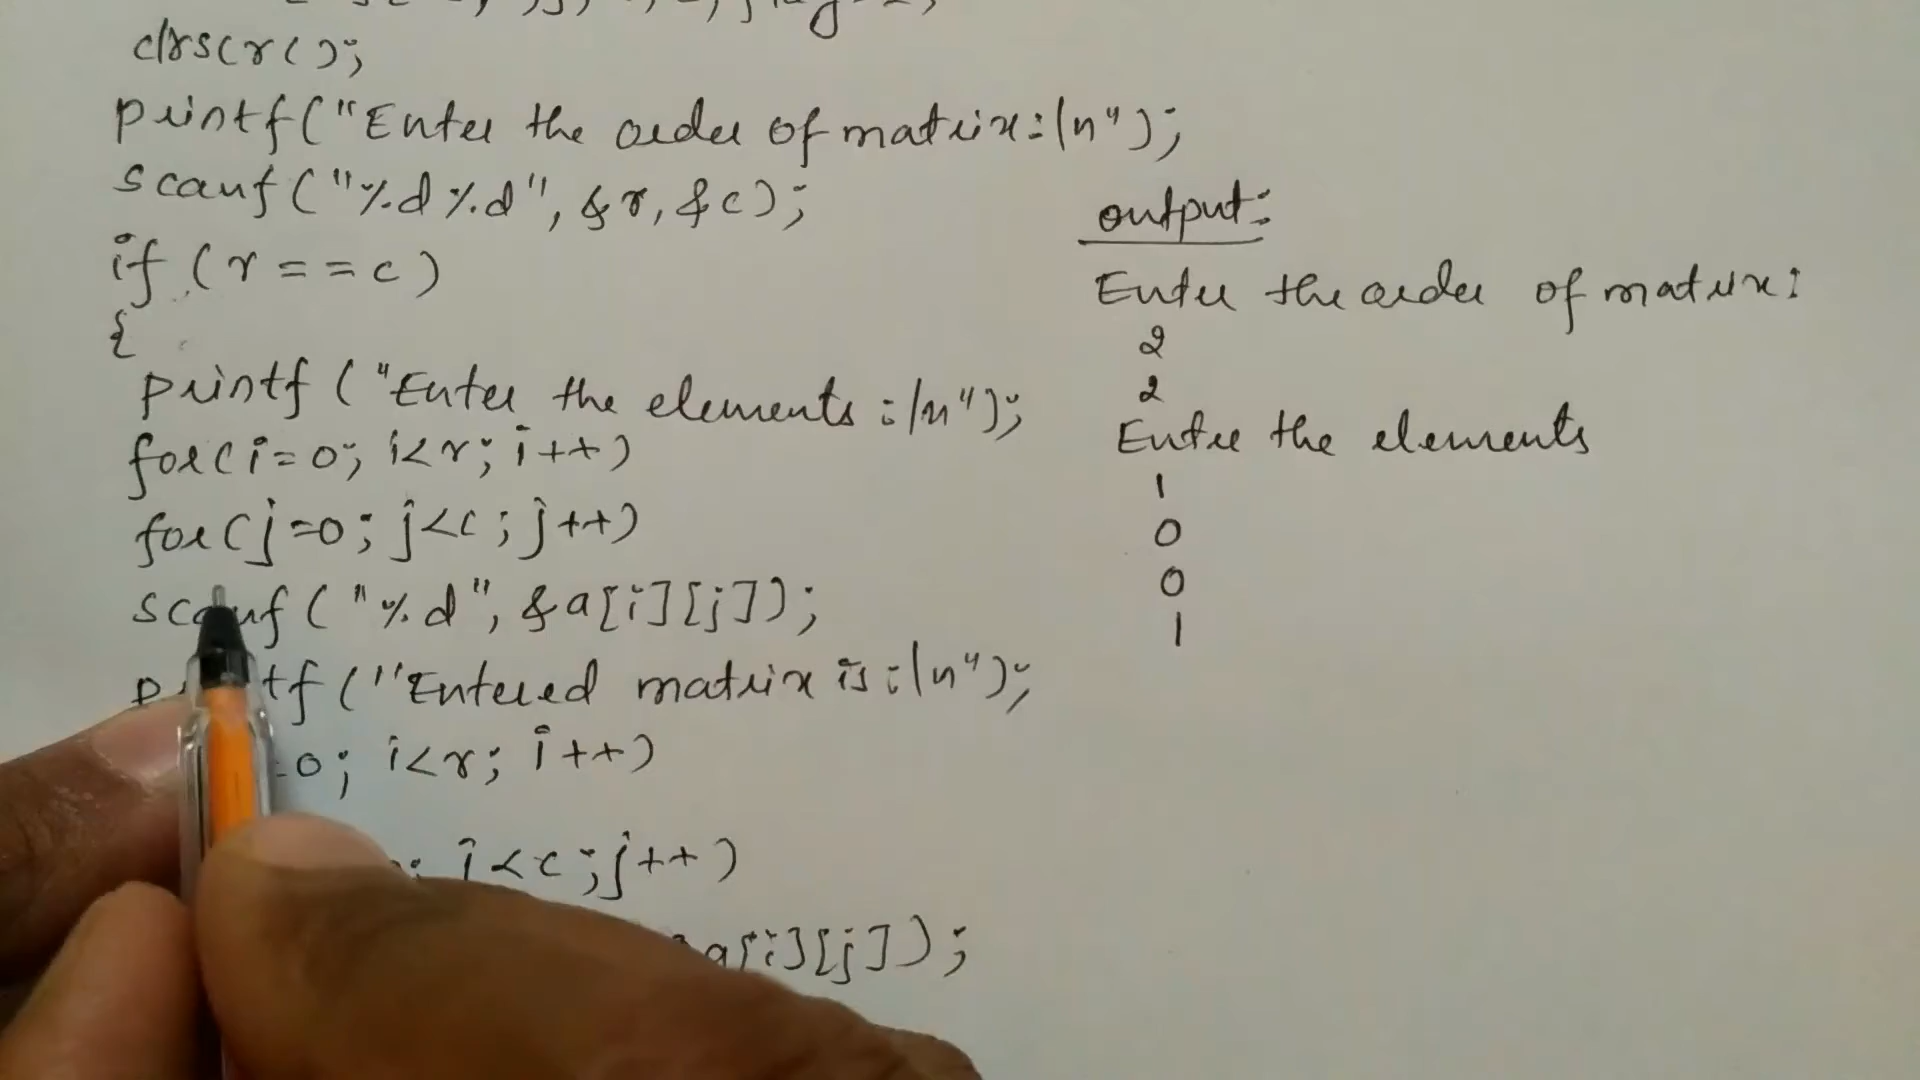 clrscr();
printf("Enter the order of matrix:\n");
scanf("%d%d", &r, &c);
if (r==c)
{
printf("Enter the elements:\n");
for(i=0; i<r; i++)
for(j=0; j<c; j++)
scanf("%d", &a[i][j]);
tf("Entered matrix is:\n");
=0; i<r; i++)
; j<c; j++)
a[i][j]);
output:
Enter the order of matrix:
2
2
Enter the elements
1
0
0
1